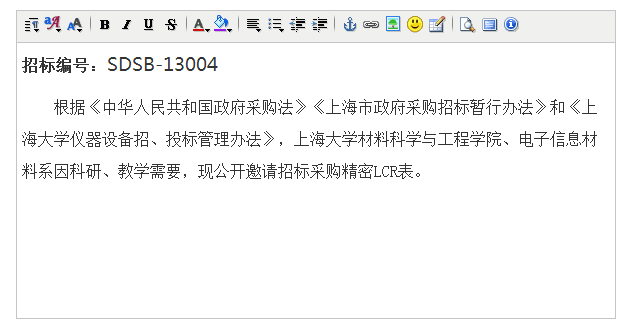 招标编号：SDSB-13004
根据《中华人民共和国政府采购法》《上海市政府采购招标暂行办法》和《上
海大学仪器设备招、投标管理办法》，上海大学材料科学与工程学院、电子信息材
料系因科研、教学需要，现公开邀请招标采购精密LCR表。